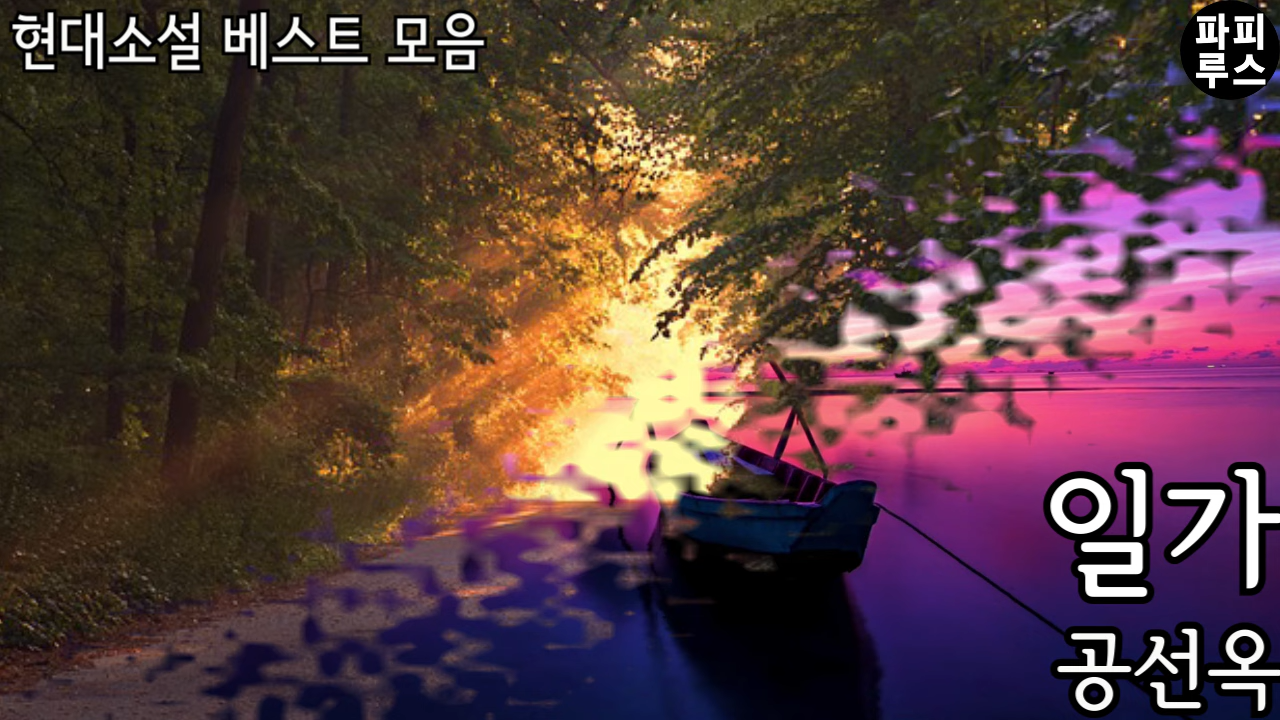 현대소설 베스트 모음
파피
루스
일가
공선옥